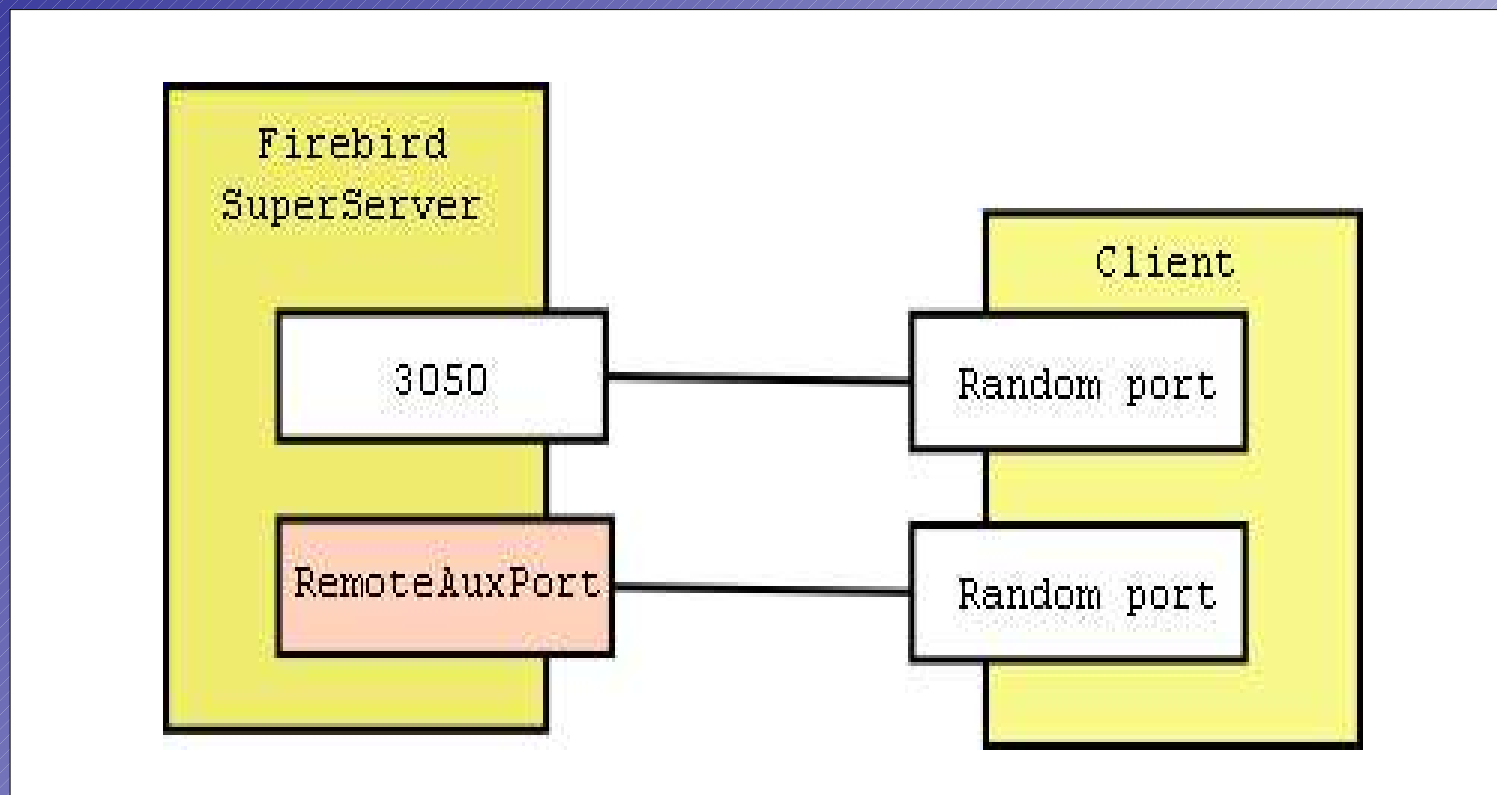 Firebird
SuperServer
Client
3050
Random port
RemoteAuxPort
Random port